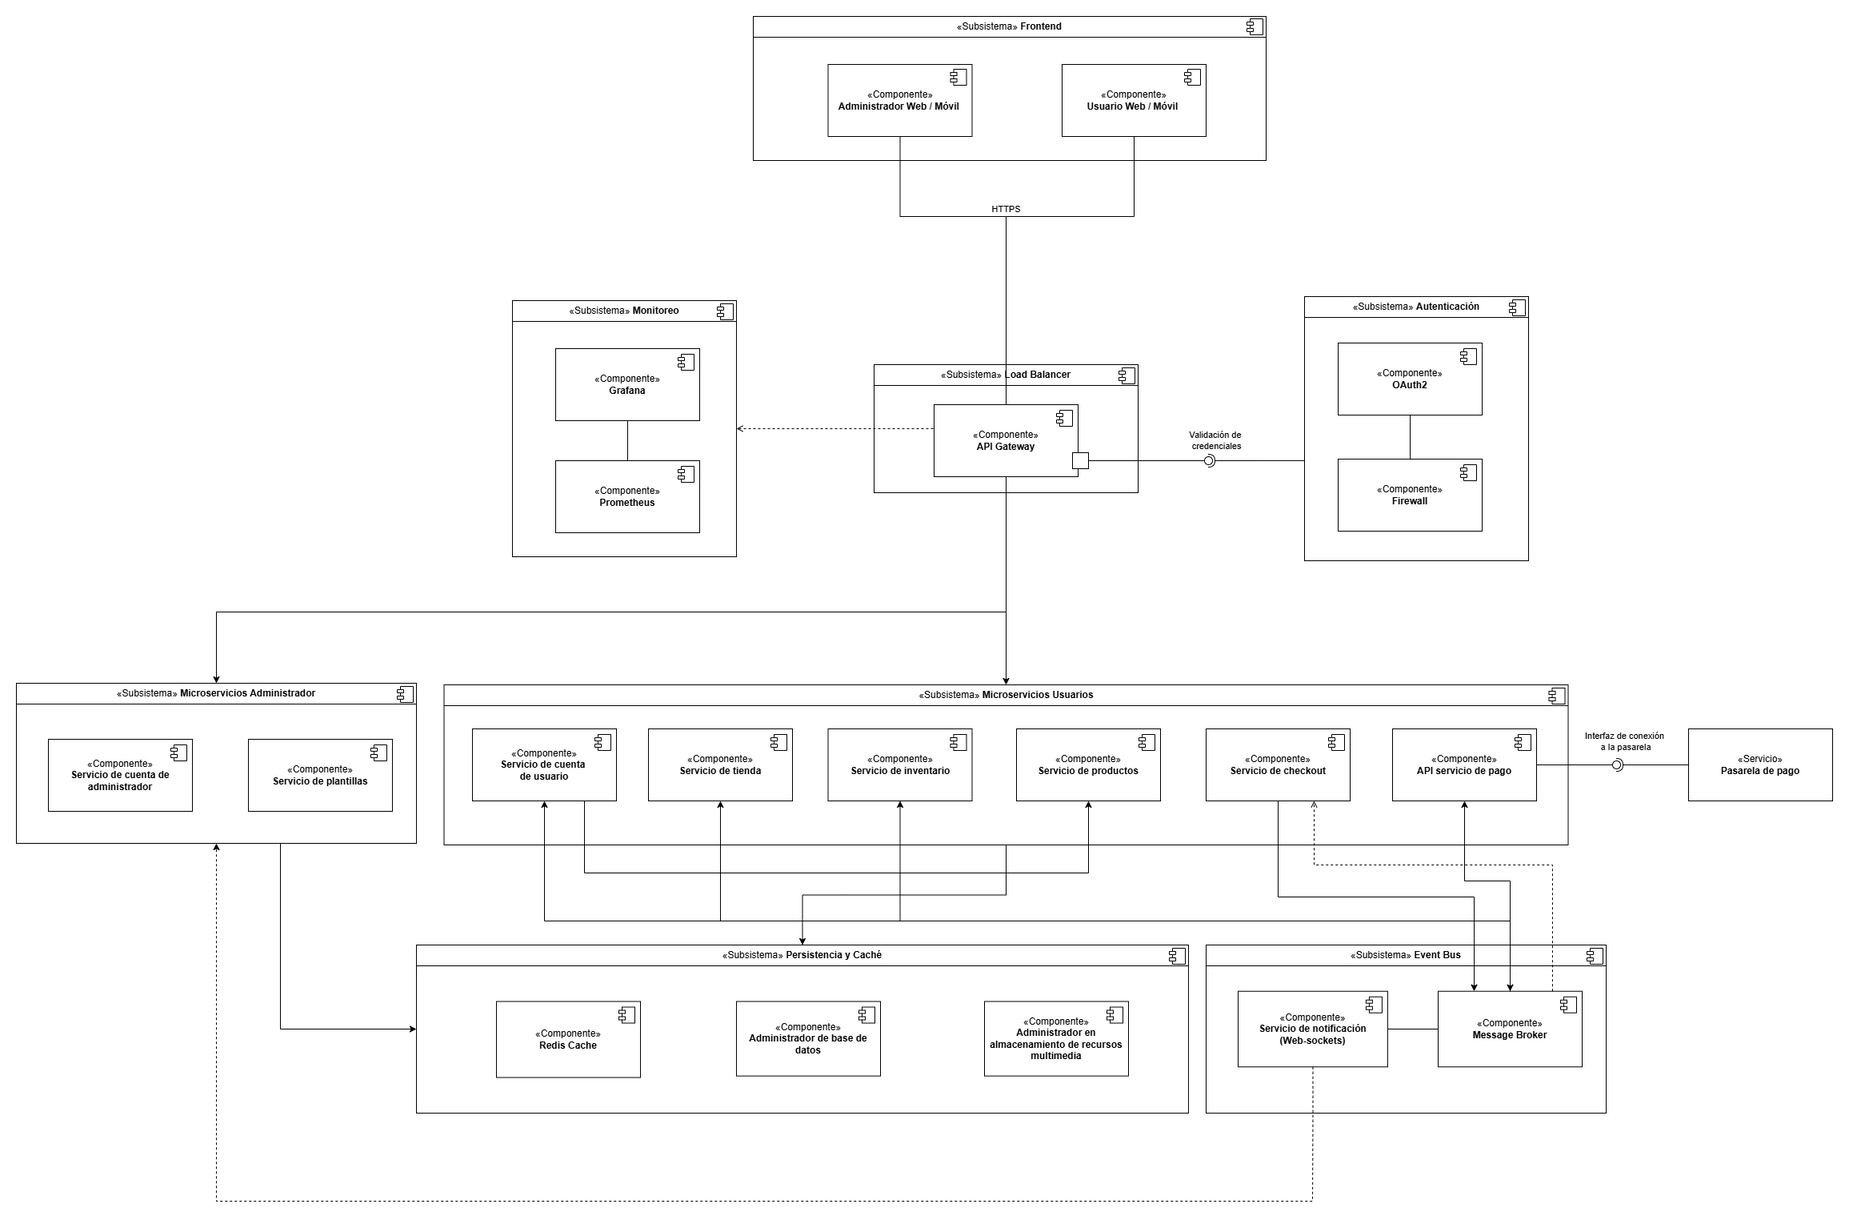 «Subsistema» Frontend
«Componente»
Administrador Web / Móvil
«Componente»
Usuario Web / Móvil
HTTPS
«Subsistema» Monitoreo
«Componente»
Grafana
«Componente»
Prometheus
«Subsistema» Load Balancer
«Componente»
API Gateway
Validación de
credenciales
«Subsistema» Autenticación
«Componente»
OAuth2
«Componente»
Firewall
«Subsistema» Microservicios Administrador
«Componente»
Servicio de cuenta de
administrador
«Componente»
Servicio de plantillas
«Subsistema» Microservicios Usuarios
«Componente»
Servicio de cuenta
de usuario
«Componente»
Servicio de tienda
«Componente»
Servicio de inventario
«Componente»
Servicio de productos
«Componente»
Servicio de checkout
«Componente»
API servicio de pago
Interfaz de conexión
a la pasarela
«Servicio»
Pasarela de pago
«Subsistema» Persistencia y Caché
«Componente»
Redis Cache
«Componente»
Administrador de base de
datos
«Componente»
Administrador en
almacenamiento de recursos
multimedia
«Subsistema» Event Bus
«Componente»
Servicio de notificación
(Web-sockets)
«Componente»
Message Broker